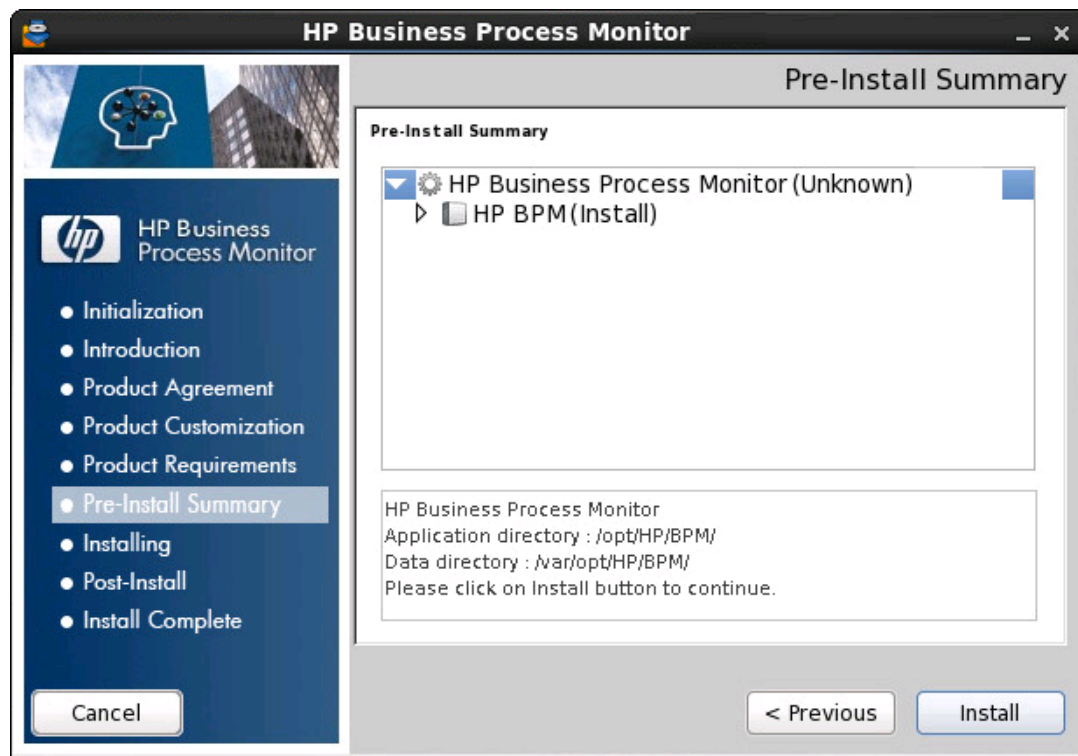 HP Business Process Monitor
Pre-Install Summary
Pre-Install Summary
HP Business Process Monitor (Unknown)
HP BPM (Install)
hp
HP Business
Process Monitor
Initialization
Introduction
Product Agreement
Product Customization
Product Requirements
Pre-Install Summary
Installing
Post-Install
Install Complete
HP Business Process Monitor
Application directory : /opt/HP/BPM/
Data directory : /var/opt/HP/BPM/
Please click on Install button to continue.
Cancel
< Previous
Install